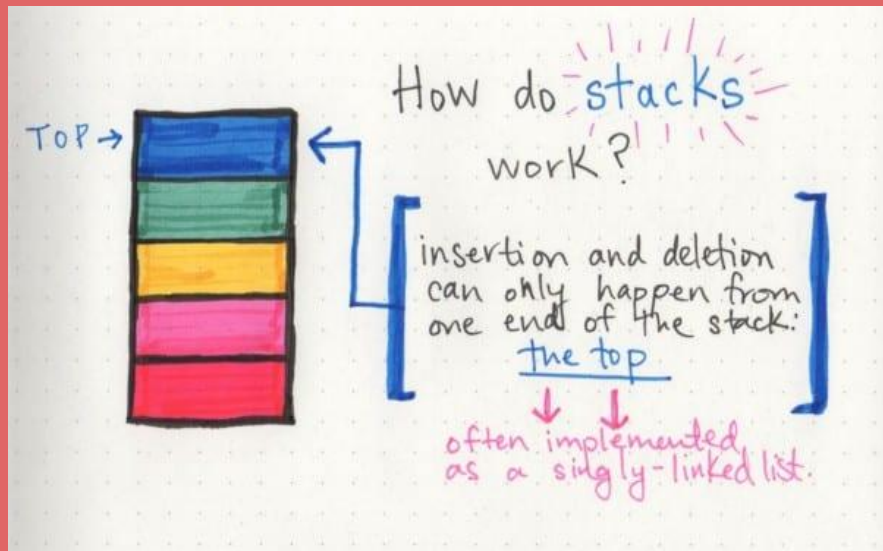 How do stacks
work?
TOP →
insertion and deletion
can only happen from
one end of the stack:
the top
often implemented
as a singly-linked list.